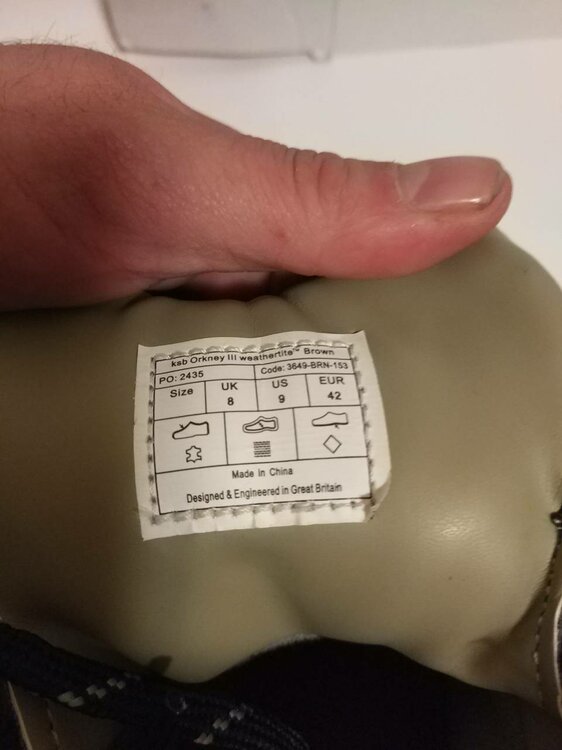 ksb Orkney III weathertite™ Brown
PO: 2435 Code: 3649-BRN-153
Size UK US EUR
8 9 42
Made In China
Designed & Engineered in Great Britain